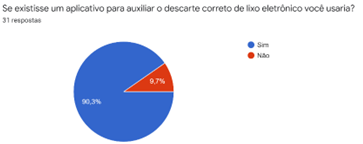 Se existisse um aplicativo para auxiliar o descarte correto de lixo eletrônico você usaria?
31 respostas
Sim
Não
9,7%
90,3%